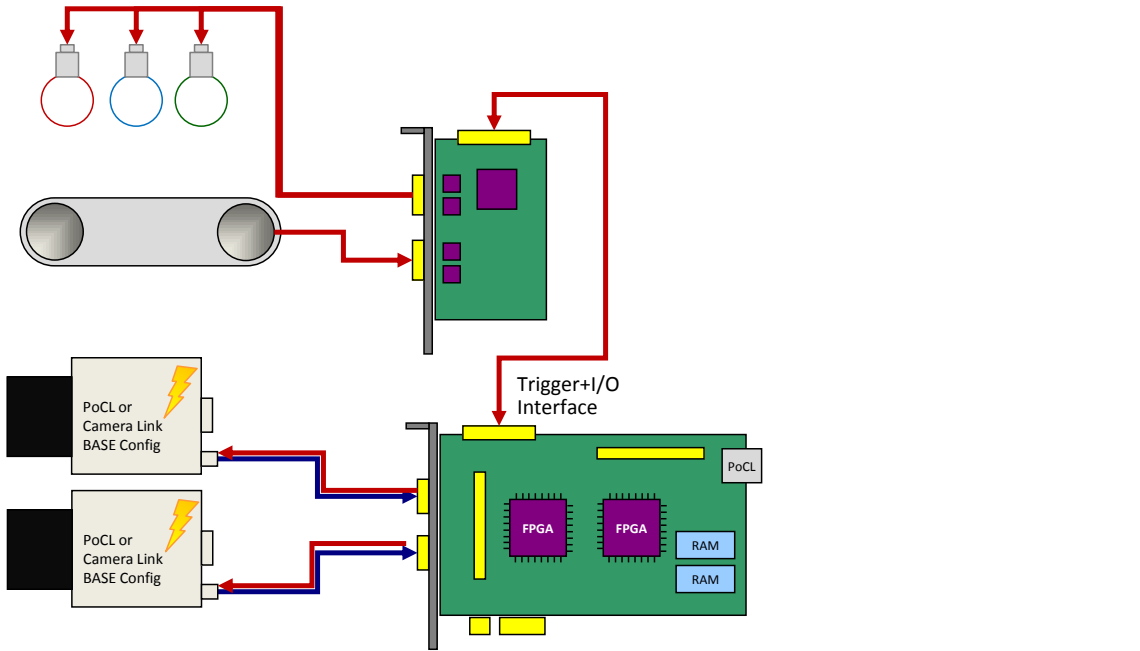 Trigger+I/O
Interface
PoCL or
Camera Link
BASE Config
PoCL
FPGA
FPGA
RAM
RAM
PoCL or
Camera Link
BASE Config